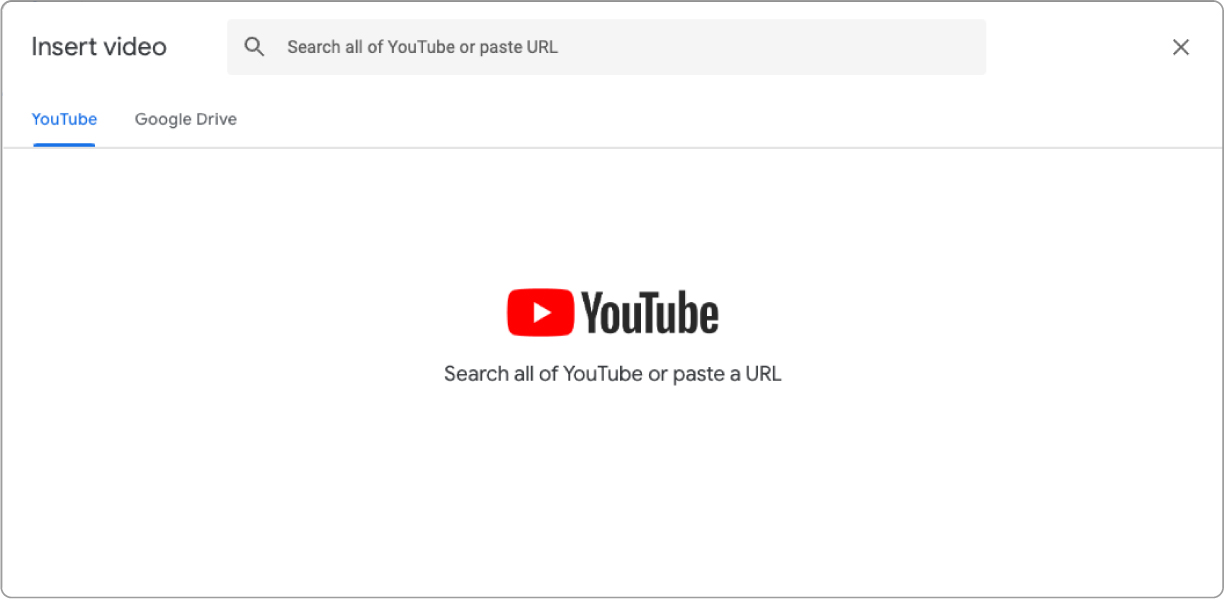 Insert video
Search all of YouTube or paste URL
YouTube
Google Drive
YouTube
Search all of YouTube or paste a URL